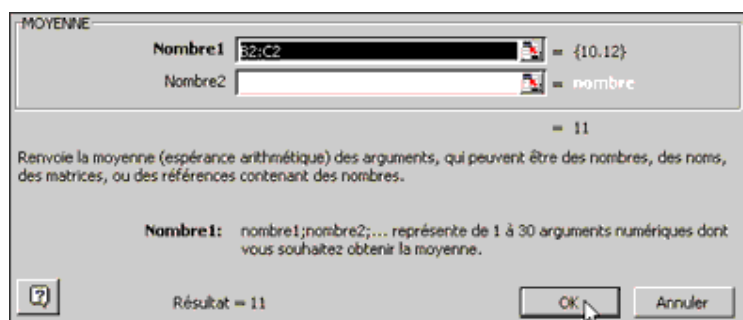 MOYENNE
Nombre1 B2:C2 = {10.12}
Nombre2 = nombre
= 11
Renvoie la moyenne (espérance arithmétique) des arguments, qui peuvent être des nombres, des noms,
des matrices, ou des références contenant des nombres.
Nombre1: nombre1;nombre2;... représente de 1 à 30 arguments numériques dont
vous souhaitez obtenir la moyenne.
? Résultat = 11 OK Annuler